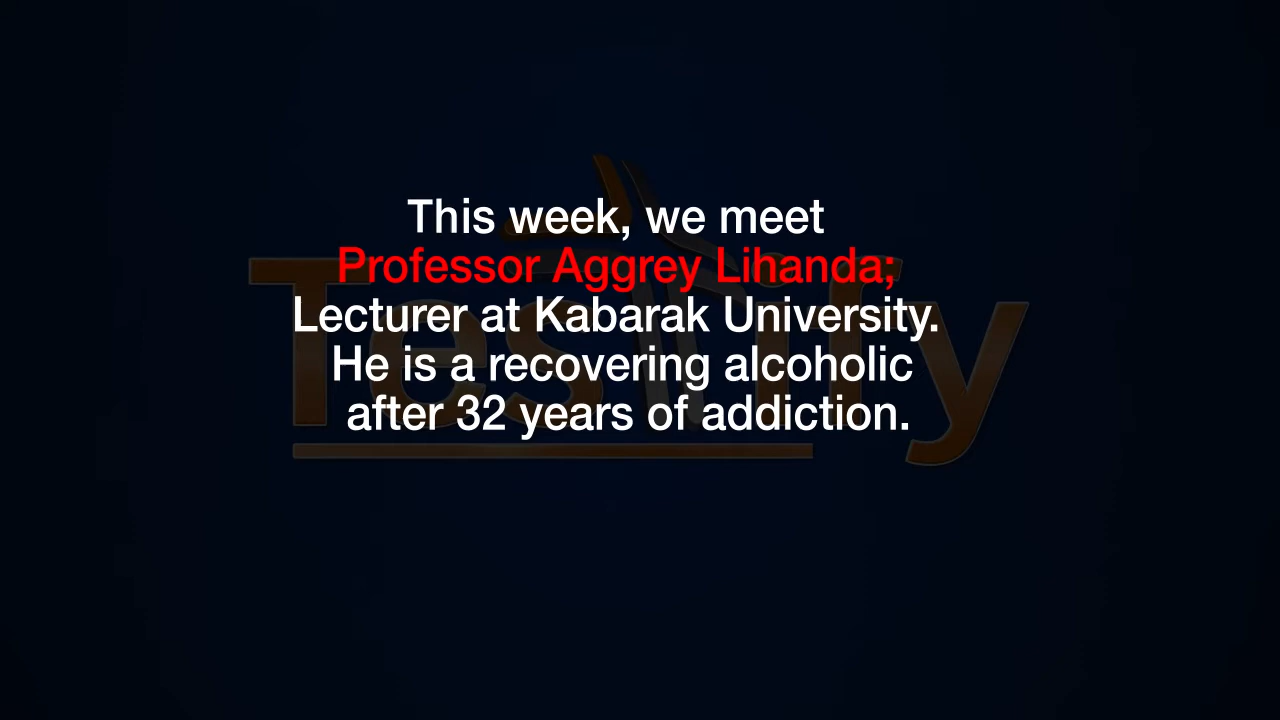 This week, we meet
Professor Aggrey Lihanda;
Lecturer at Kabarak University.
He is a recovering alcoholic
after 32 years of addiction.
Testify